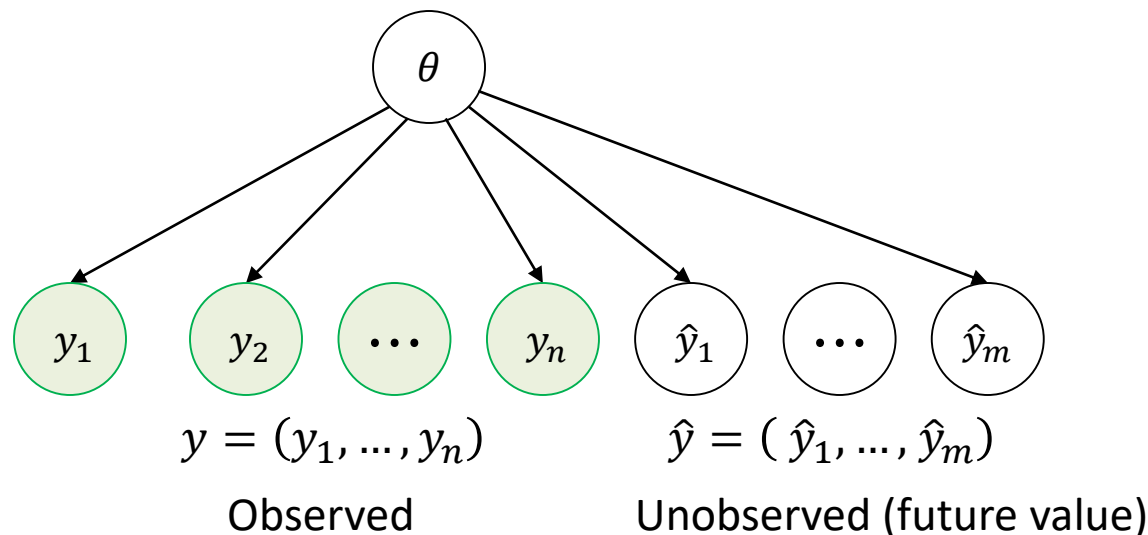 θ
y₁ y₂ ⋯ yₙ ŷ₁ ⋯ ŷₘ
y = (y₁, … , yₙ) ŷ = ( ŷ₁, … , ŷₘ)
Observed Unobserved (future value)